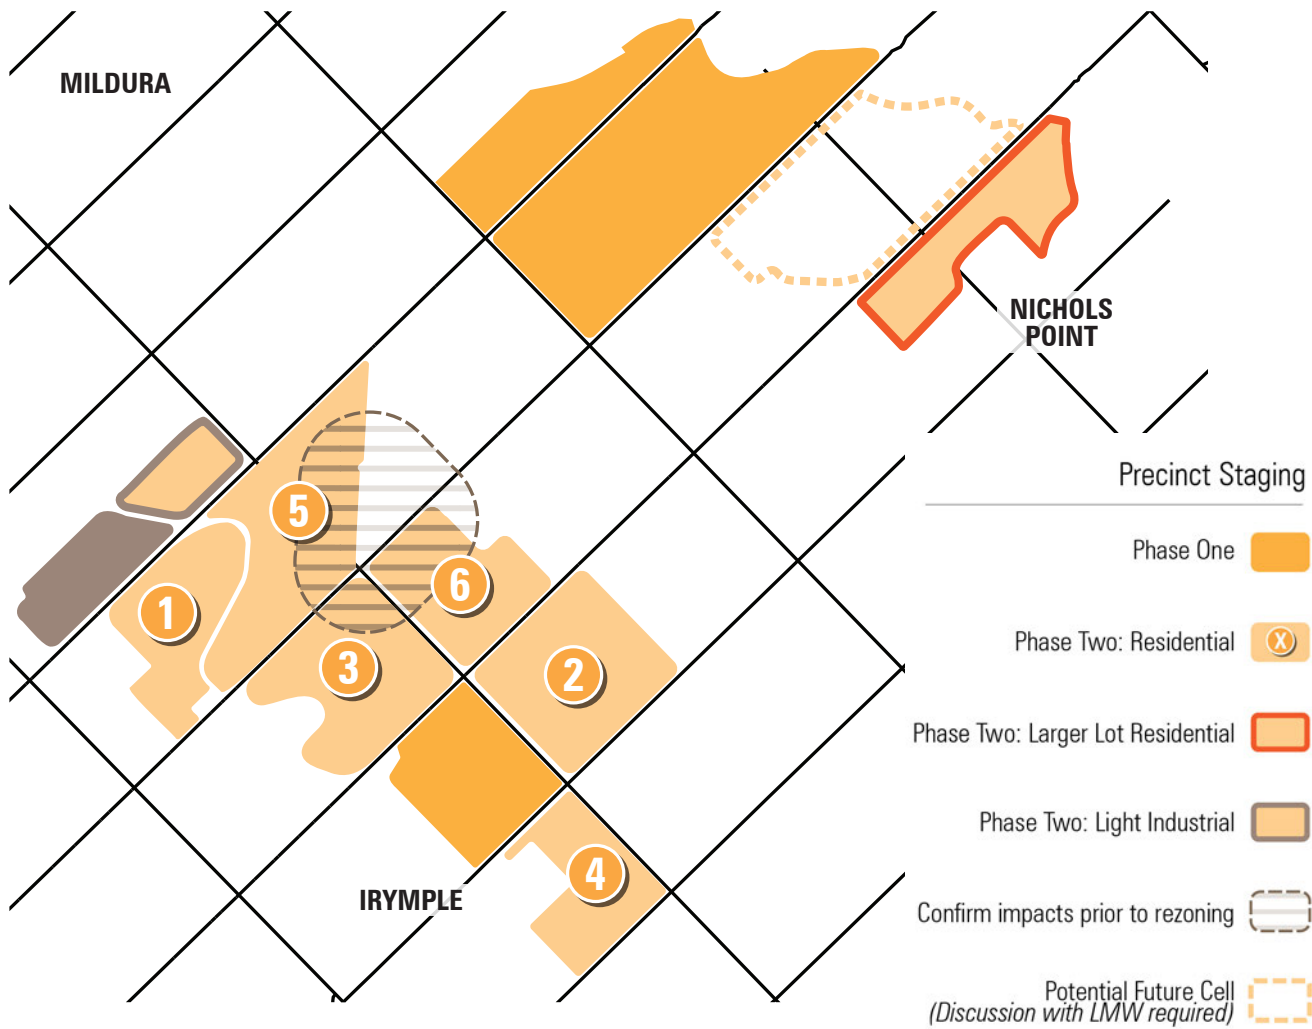 MILDURA
NICHOLS
POINT
5
6
1
3
2
4
IRYMPLE
Precinct Staging
Phase One
Phase Two: Residential
X
Phase Two: Larger Lot Residential
Phase Two: Light Industrial
Confirm impacts prior to rezoning
Potential Future Cell
(Discussion with LMW required)